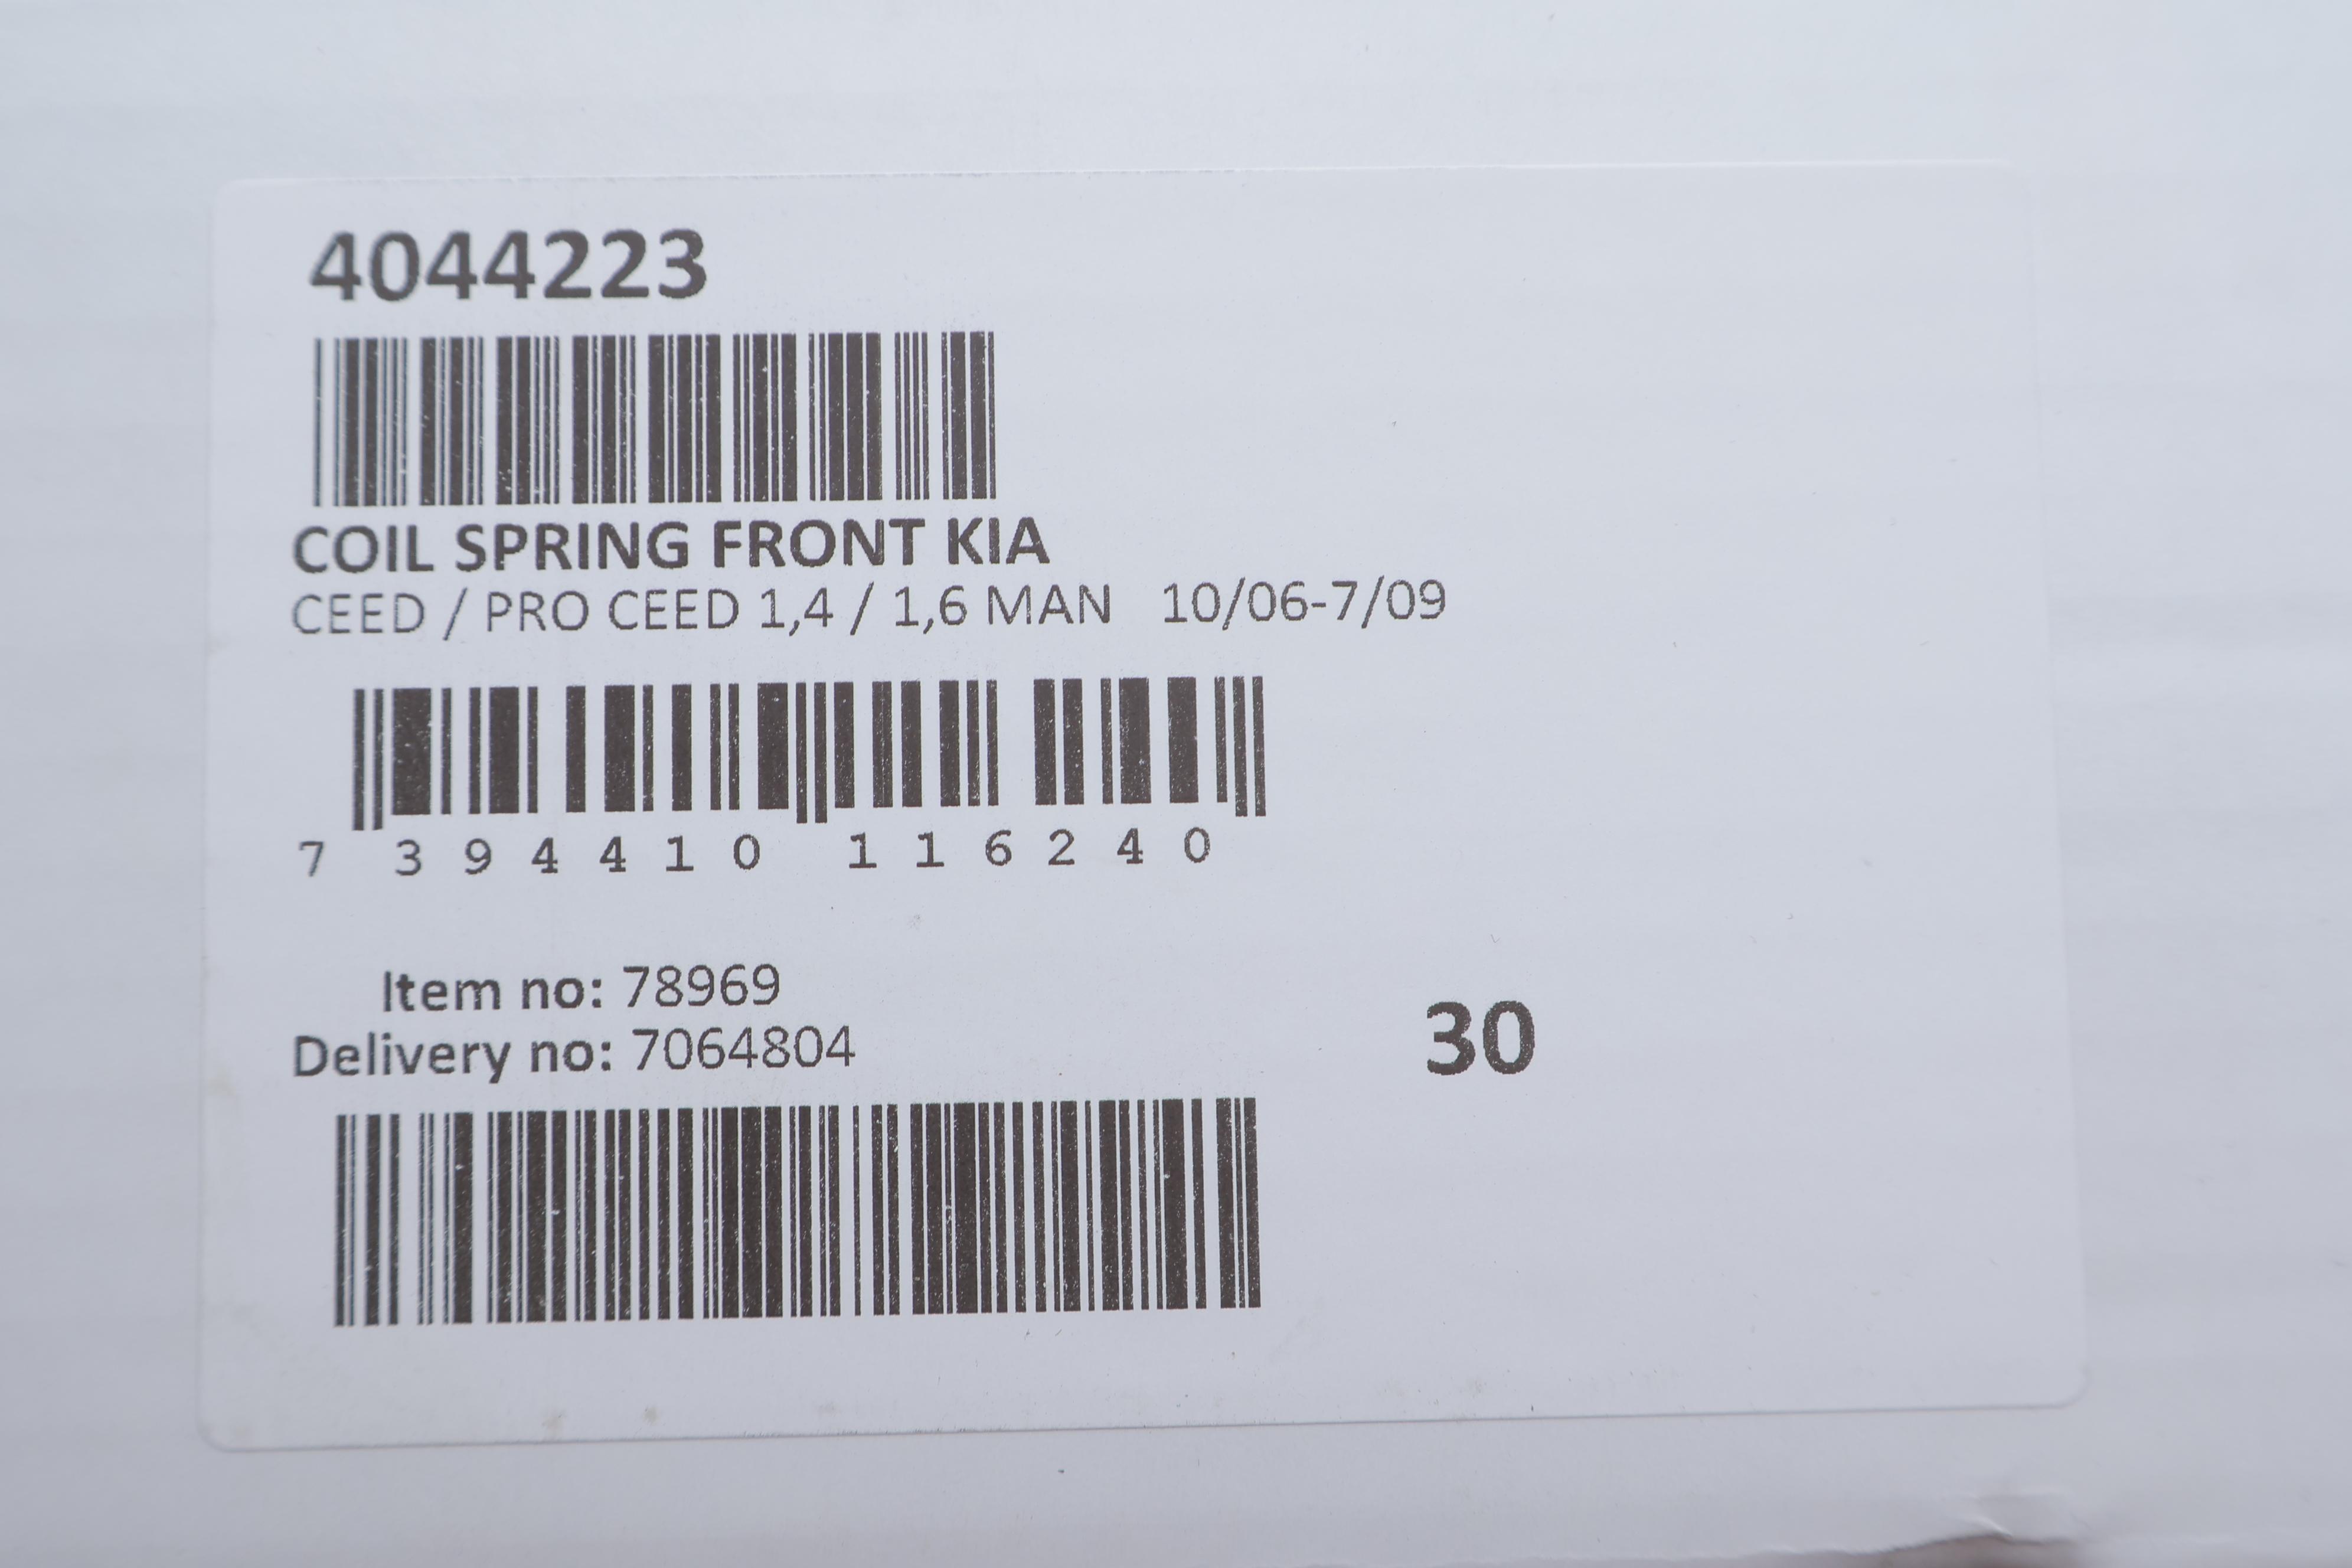 4044223
COIL SPRING FRONT KIA
CEED / PRO CEED 1,4 / 1,6 MAN 10/06-7/09
7 394410 116240
Item no: 78969
Delivery no: 7064804
30